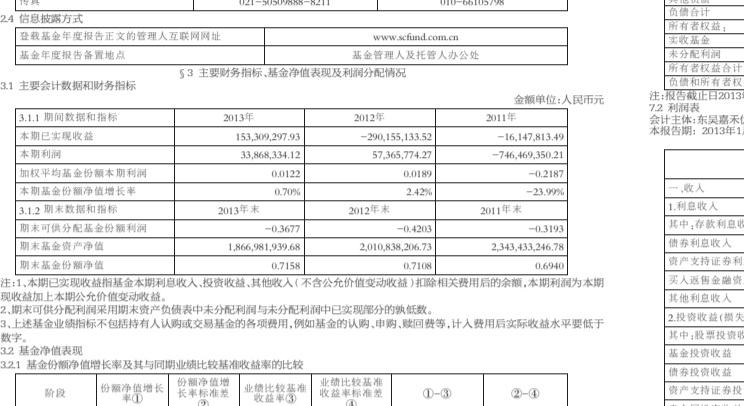 传真 021-50509888-8211 010-66105798
2.4 信息披露方式
登载基金年度报告正文的管理人互联网网址 www.scfund.com.cn
基金年度报告备置地点 基金管理人及托管人办公处
§3 主要财务指标、基金净值表现及利润分配情况
3.1 主要会计数据和财务指标
金额单位:人民币元
3.1.1 期间数据和指标 2013年 2012年 2011年
本期已实现收益 153,309,297.93 -290,155,133.52 -16,147,813.49
本期利润 33,868,334.12 57,365,774.27 -746,469,350.21
加权平均基金份额本期利润 0.0122 0.0189 -0.2187
本期基金份额净值增长率 0.70% 2.42% -23.99%
3.1.2 期末数据和指标 2013年末 2012年末 2011年末
期末可供分配基金份额利润 -0.3677 -0.4203 -0.3193
期末基金资产净值 1,866,981,939.68 2,010,838,206.73 2,343,433,246.78
期末基金份额净值 0.7158 0.7108 0.6940
注:1、本期已实现收益指基金本期利息收入、投资收益、其他收入(不含公允价值变动收益)扣除相关费用后的余额,本期利润为本期
现收益加上本期公允价值变动收益。
2、期末可供分配利润采用期末资产负债表中未分配利润与未分配利润中已实现部分的孰低数。
3、上述基金业绩指标不包括持有人认购或交易基金的各项费用,例如基金的认购、申购、赎回费等,计入费用后实际收益水平要低于
数字。
3.2 基金净值表现
3.2.1 基金份额净值增长率及其与同期业绩比较基准收益率的比较
阶段 份额净值增长率① 份额净值增长率标准差② 业绩比较基准收益率③ 业绩比较基准收益率标准差④ ①-③ ②-④
负债合计
所有者权益:
实收基金
未分配利润
所有者权益合计
负债和所有者权
注:报告截止日2013年
7.2 利润表
会计主体:东吴嘉禾优
本报告期: 2013年1月
一、收入
1.利息收入
其中:存款利息收
债券利息收入
资产支持证券利
买入返售金融资
其他利息收入
2.投资收益(损失
其中:股票投资收
基金投资收益
债券投资收益
资产支持证券投